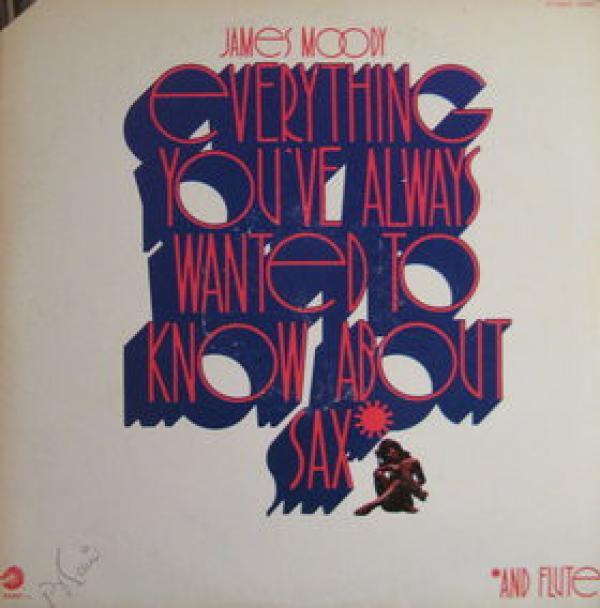 JAMES MOODY
EVERYTHING
YOU'VE ALWAYS
WANTED TO
KNOW ABOUT
SAX*
*AND FLUTE